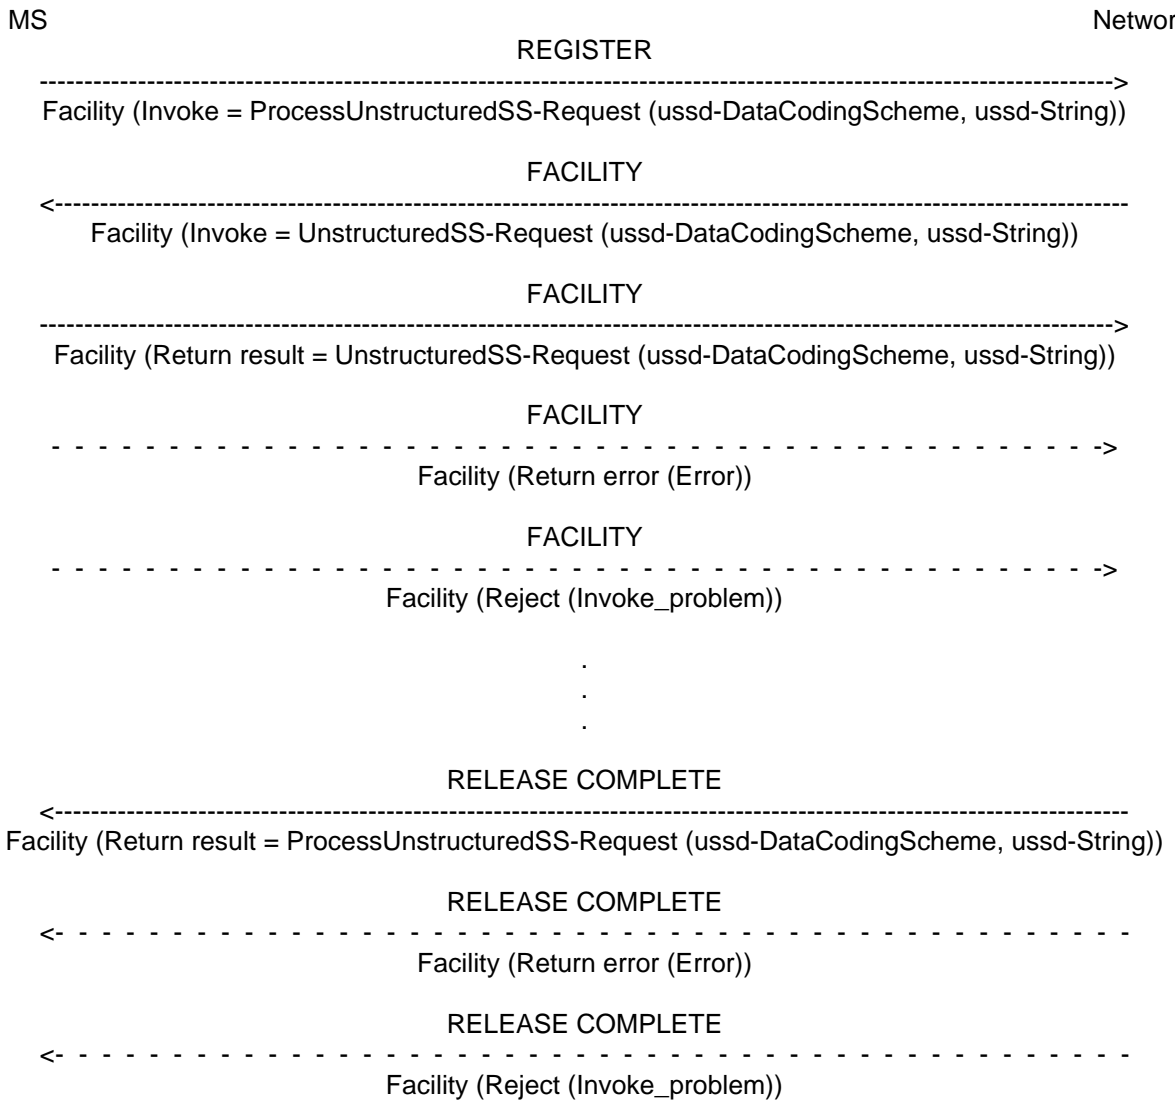 MS Networ
REGISTER
------------------------------------------------------------------------------------------------------------------------>
Facility (Invoke = ProcessUnstructuredSS-Request (ussd-DataCodingScheme, ussd-String))
FACILITY
<------------------------------------------------------------------------------------------------------------------------
Facility (Invoke = UnstructuredSS-Request (ussd-DataCodingScheme, ussd-String))
FACILITY
------------------------------------------------------------------------------------------------------------------------>
Facility (Return result = UnstructuredSS-Request (ussd-DataCodingScheme, ussd-String))
FACILITY
- - - - - - - - - - - - - - - - - - - - - - - - - - - - - - - - - - - - - - - - - - - - ->
Facility (Return error (Error))
FACILITY
- - - - - - - - - - - - - - - - - - - - - - - - - - - - - - - - - - - - - - - - - - - - ->
Facility (Reject (Invoke_problem))
.
.
.
RELEASE COMPLETE
<------------------------------------------------------------------------------------------------------------------------
Facility (Return result = ProcessUnstructuredSS-Request (ussd-DataCodingScheme, ussd-String))
RELEASE COMPLETE
<- - - - - - - - - - - - - - - - - - - - - - - - - - - - - - - - - - - - - - - - - - - - - -
Facility (Return error (Error))
RELEASE COMPLETE
<- - - - - - - - - - - - - - - - - - - - - - - - - - - - - - - - - - - - - - - - - - - - - -
Facility (Reject (Invoke_problem))